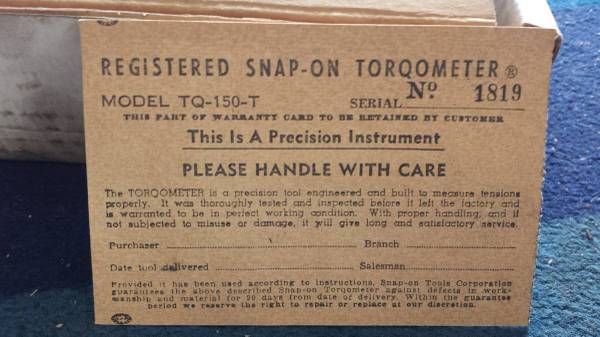 REGISTERED SNAP-ON TORQOMETER ®
MODEL TQ-150-T SERIAL Nº 1819
THIS PART OF WARRANTY CARD TO BE RETAINED BY CUSTOMER
This Is A Precision Instrument
PLEASE HANDLE WITH CARE
The TORQOMETER is a precision tool engineered and built to measure tensions
properly. It was thoroughly tested and inspected before it left the factory and
is warranted to be in perfect working condition. With proper handling, and if
not subjected to misuse or damage, it will give long and satisfactory service.
Purchaser Branch
Date tool delivered Salesman
Provided it has been used according to instructions, Snap-on Tools Corporation
guarantees the above described Snap-on Torqometer against defects in work-
manship and material for 90 days from date of delivery. Within the guarantee
period we reserve the right to repair or replace at our discretion.